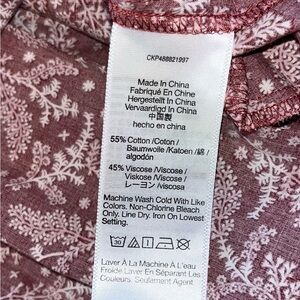 CKP488821997
Made In China
Fabriqué En Chine
Hergestellt In China
Vervaardigd In China
中国製
hecho en china
55% Cotton /Coton /
Baumwolle /Katoen /綿 /
algodón
45% Viscose /Viscose /
Viskose /Viscose /
レーヨン /viscosa
Machine Wash Cold With Like
Colors. Non-Chlorine Bleach
Only. Line Dry. Iron On Lowest
Setting.
Laver À La Machine À L'eau
Froide Laver En Séparant Les
Couleurs. Seulement Agent